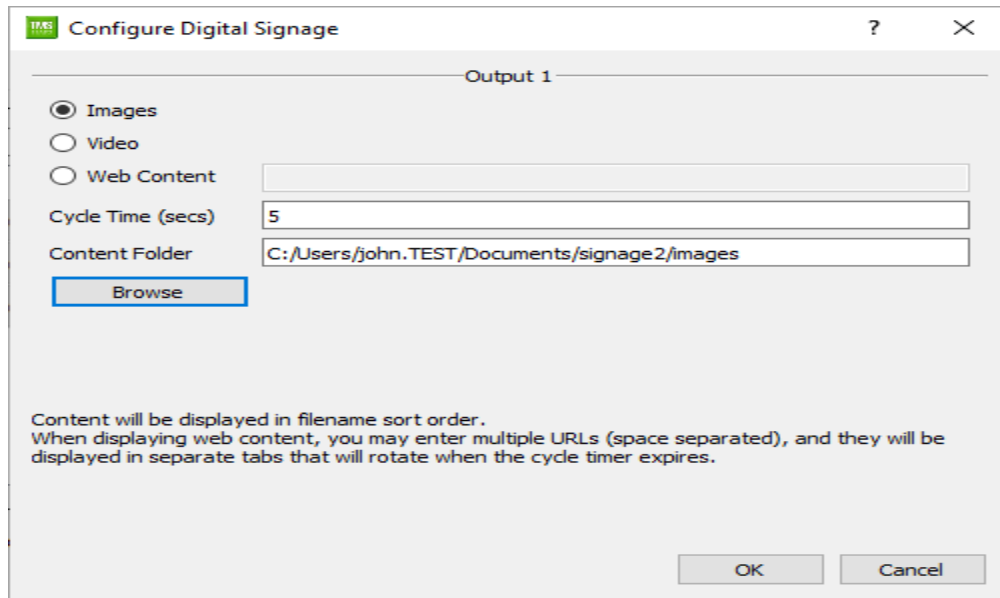 IMS
Configure Digital Signage
?
Output 1
Images
Video
Web Content
Cycle Time (secs) 5
Content Folder C:/Users/john.TEST/Documents/signage2/images
Browse
Content will be displayed in filename sort order.
When displaying web content, you may enter multiple URLs (space separated), and they will be
displayed in separate tabs that will rotate when the cycle timer expires.
OK Cancel